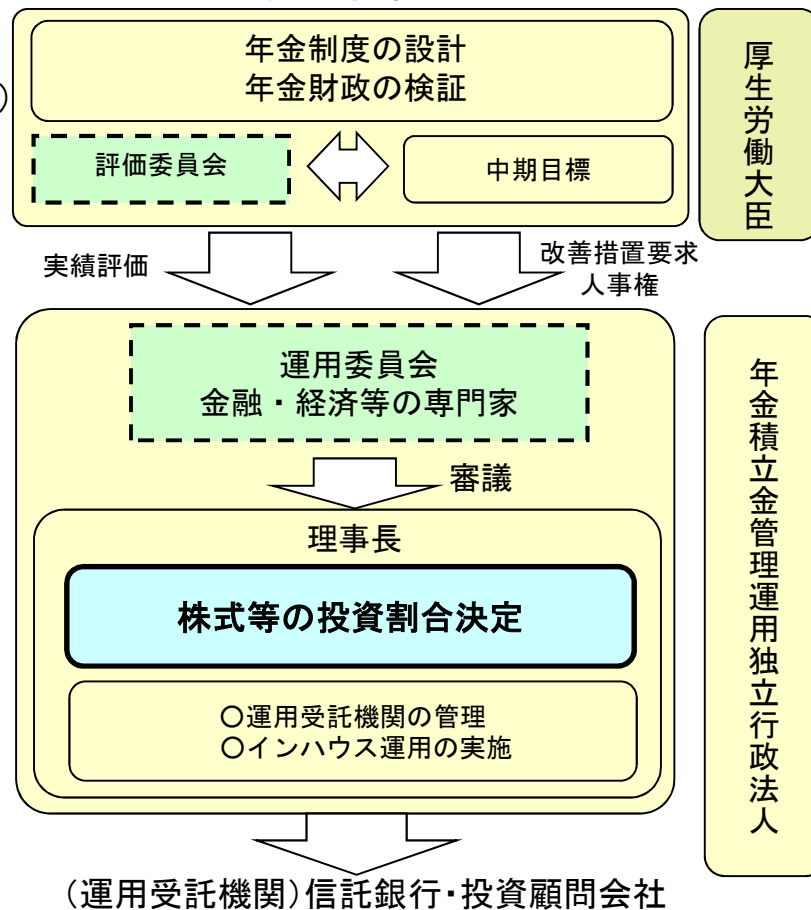 年金制度の設計
年金財政の検証
厚生労働大臣
評価委員会
中期目標
実績評価
改善措置要求
人事権
運用委員会
金融・経済等の専門家
年金積立金管理運用独立行政法人
審議
理事長
株式等の投資割合決定
○運用受託機関の管理
○インハウス運用の実施
(運用受託機関)信託銀行・投資顧問会社